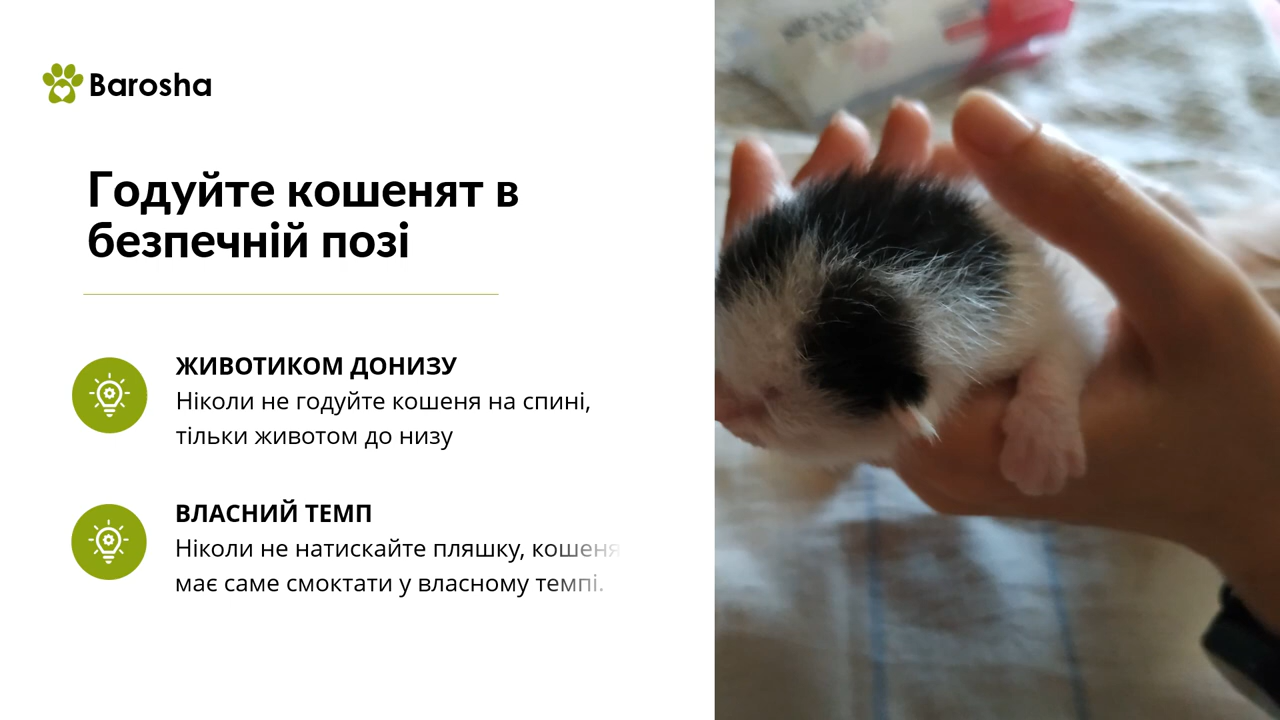 Barosha
Годуйте кошенят в
безпечній позі
ЖИВОТИКОМ ДОНИЗУ
Ніколи не годуйте кошеня на спині,
тільки животом до низу
ВЛАСНИЙ ТЕМП
Ніколи не натискайте пляшку, кошеня
має саме смоктати у власному темпі.